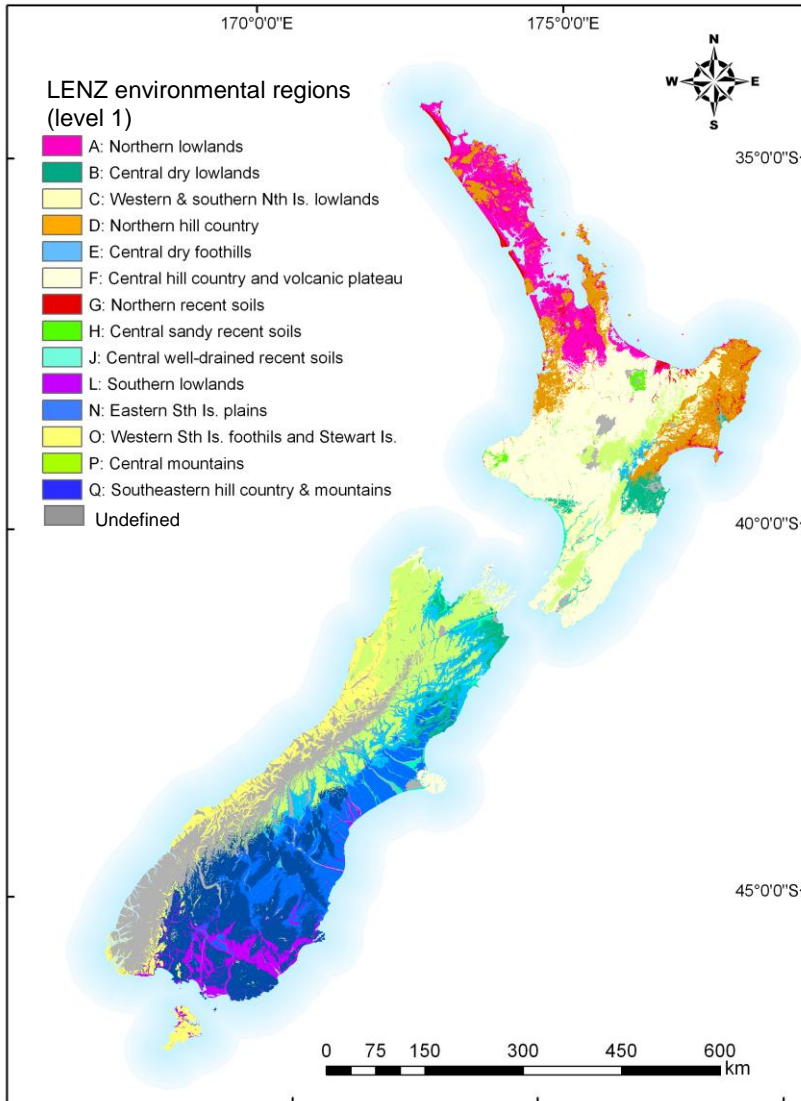 170°0'0"E
175°0'0"E
N
W
E
S
LENZ environmental regions
(level 1)
A: Northern lowlands
B: Central dry lowlands
C: Western & southern Nth Is. lowlands
D: Northern hill country
E: Central dry foothills
F: Central hill country and volcanic plateau
G: Northern recent soils
H: Central sandy recent soils
J: Central well-drained recent soils
L: Southern lowlands
N: Eastern Sth Is. plains
O: Western Sth Is. foothils and Stewart Is.
P: Central mountains
Q: Southeastern hill country & mountains
Undefined
35°0'0"S
40°0'0"S
45°0'0"S
0 75 150 300 450 600
km